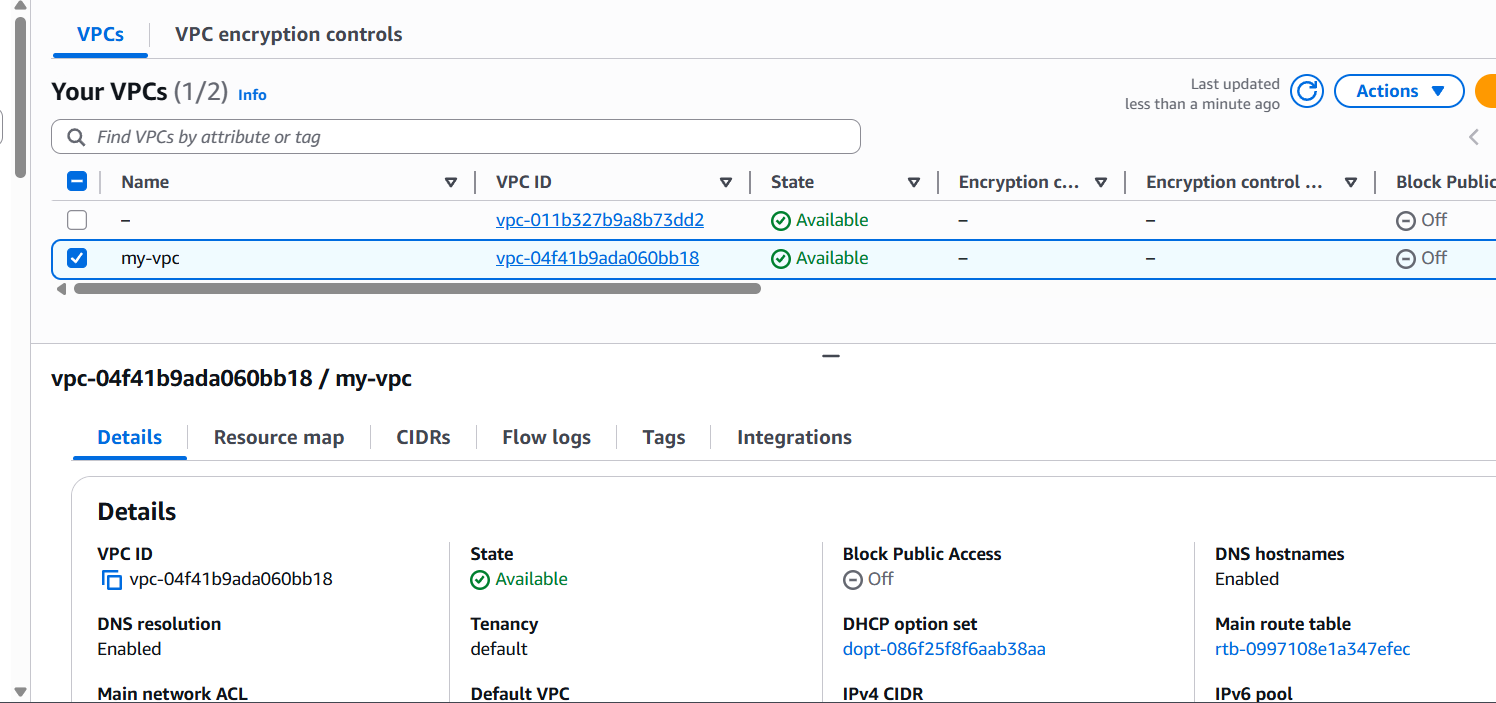 VPCs VPC encryption controls
Your VPCs (1/2) Info
Last updated
less than a minute ago
Actions
Find VPCs by attribute or tag
Name VPC ID State Encryption c... Encryption control ... Block Public
– vpc-011b327b9a8b73dd2 Available – – Off
my-vpc vpc-04f41b9ada060bb18 Available – – Off
vpc-04f41b9ada060bb18 / my-vpc
Details Resource map CIDRs Flow logs Tags Integrations
Details
VPC ID State Block Public Access DNS hostnames
vpc-04f41b9ada060bb18 Available Off Enabled
DNS resolution Tenancy DHCP option set Main route table
Enabled default dopt-086f25f8f6aab38aa rtb-0997108e1a347efec
Main network ACL Default VPC IPv4 CIDR IPv6 pool